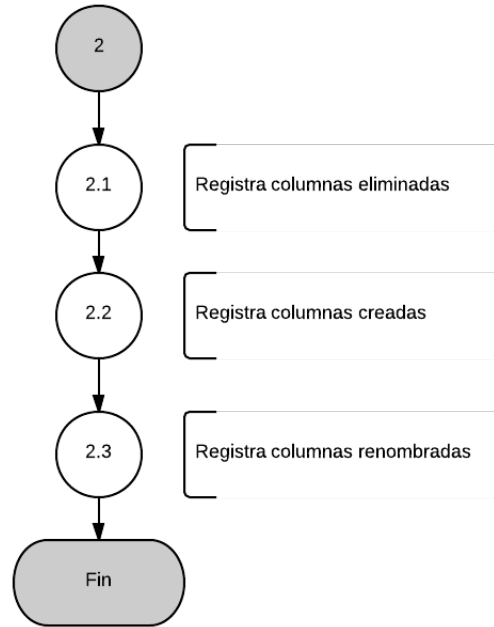 2
2.1
Registra columnas eliminadas
2.2
Registra columnas creadas
2.3
Registra columnas renombradas
Fin